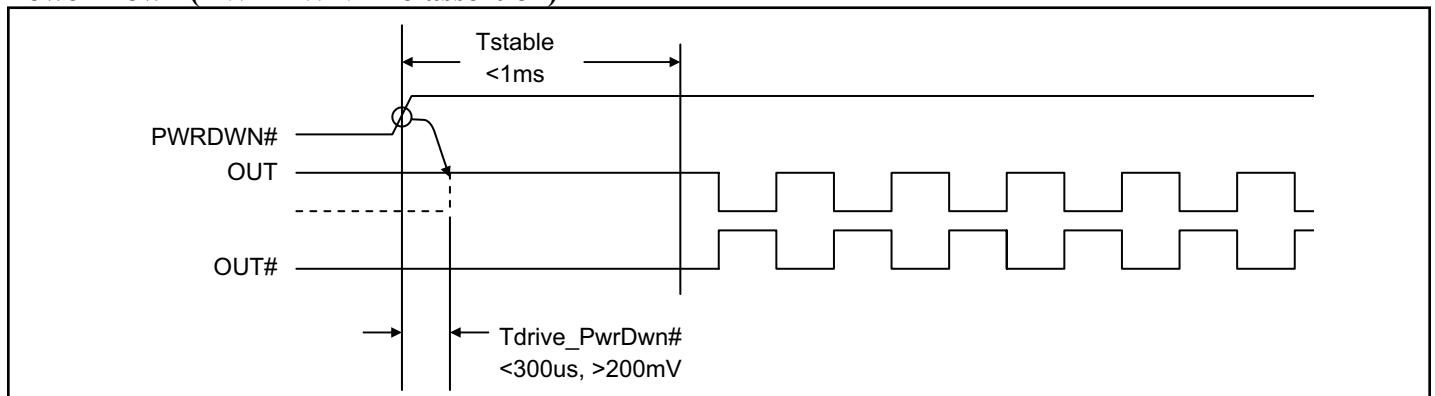 Tstable
<1ms
PWRDWN#
OUT
OUT#
Tdrive_PwrDwn#
<300us, >200mV